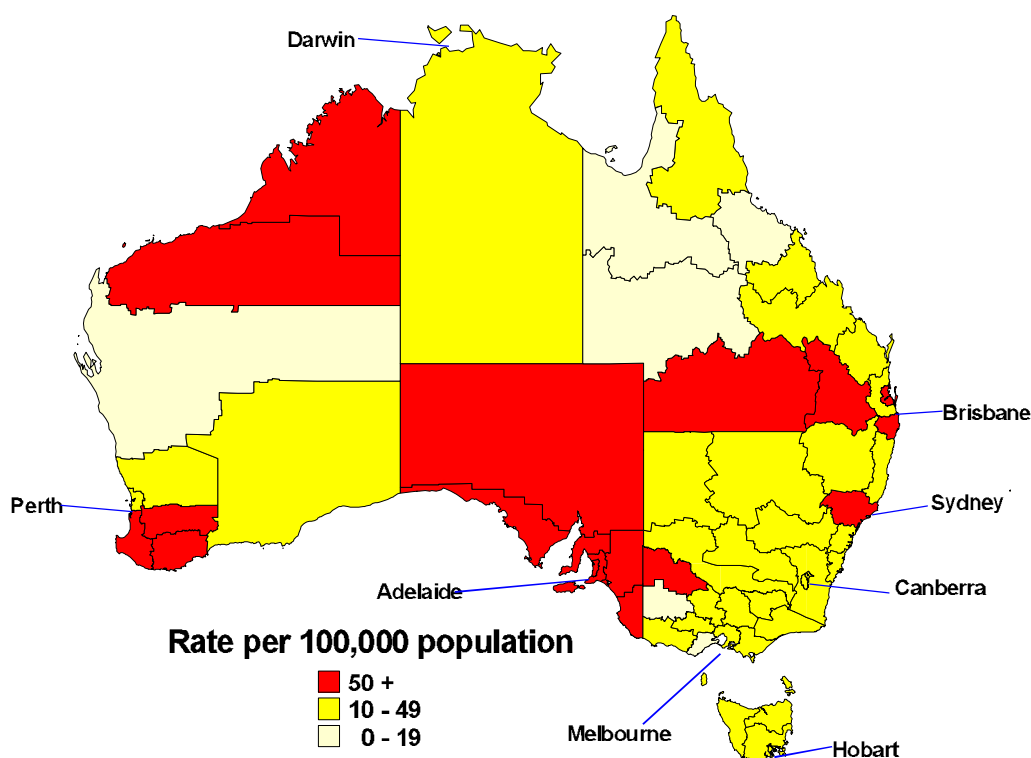 Darwin
Brisbane
Perth
Sydney
Adelaide
Canberra
Rate per 100,000 population
50 +
10 - 49
0 - 19
Melbourne
Hobart